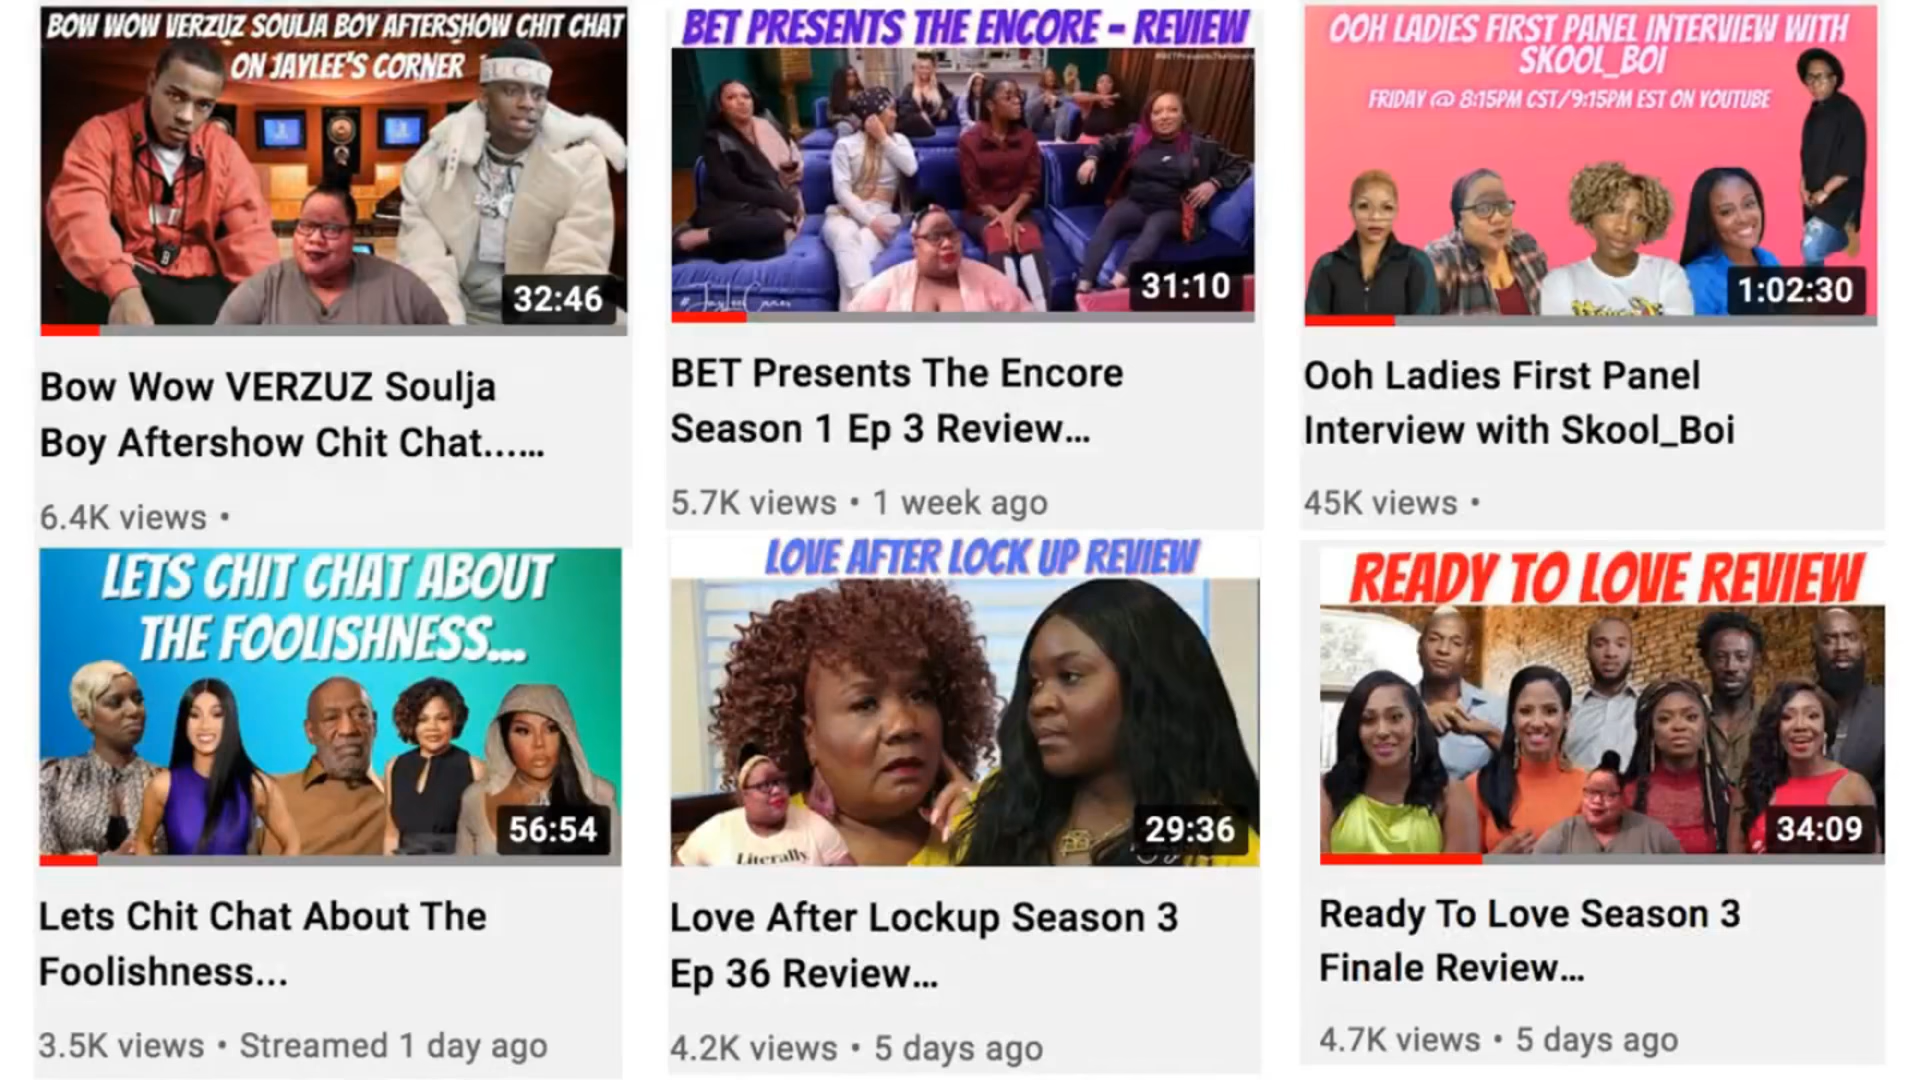 BOW WOW VERZUZ SOULJA BOY AFTERSHOW CHIT CHAT
ON JAYLEE'S CORNER
GUCCI
32:46
Bow Wow VERZUZ Soulja
Boy Aftershow Chit Chat...…
6.4K views •
BET PRESENTS THE ENCORE - REVIEW
31:10
BET Presents The Encore
Season 1 Ep 3 Review…
5.7K views • 1 week ago
OOH LADIES FIRST PANEL INTERVIEW WITH
SKOOL_BOI
FRIDAY @ 8:15PM CST/9:15PM EST ON YOUTUBE
1:02:30
Ooh Ladies First Panel
Interview with Skool_Boi
45K views •
LETS CHIT CHAT ABOUT
THE FOOLISHNESS...
56:54
Lets Chit Chat About The
Foolishness...
3.5K views • Streamed 1 day ago
LOVE AFTER LOCK UP REVIEW
Literally
29:36
Love After Lockup Season 3
Ep 36 Review…
4.2K views • 5 days ago
READY TO LOVE REVIEW
34:09
Ready To Love Season 3
Finale Review…
4.7K views • 5 days ago